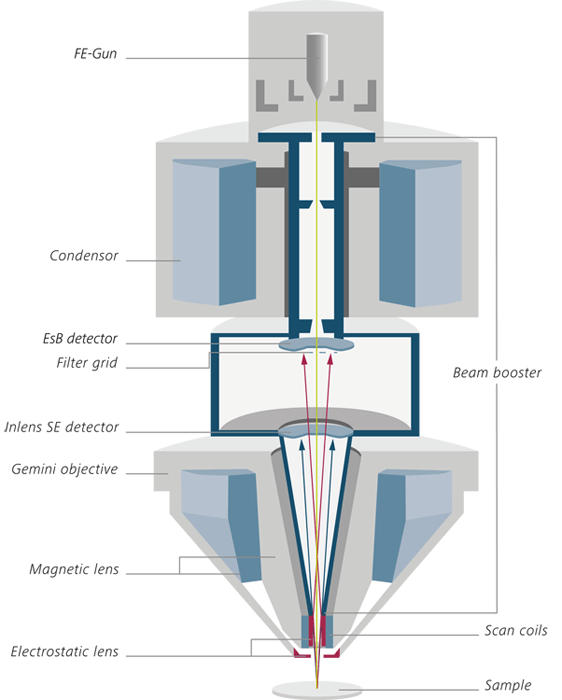 FE-Gun
Condensor
EsB detector
Filter grid
Beam booster
Inlens SE detector
Gemini objective
Magnetic lens
Scan coils
Electrostatic lens
Sample